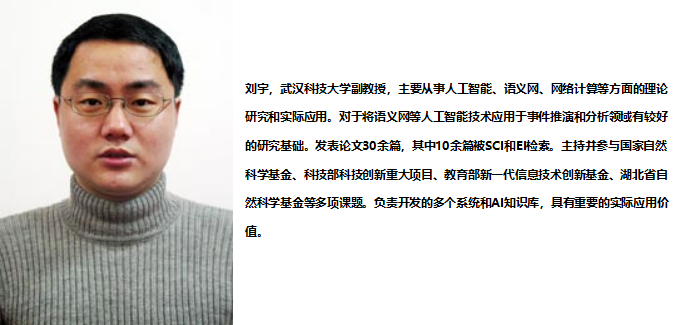 刘宇，武汉科技大学副教授，主要从事人工智能、语义网、网络计算等方面的理论
研究和实际应用。对于将语义网等人工智能技术应用于事件推演和分析领域有较好
的研究基础。发表论文30余篇，其中10余篇被SCI和EI检索。主持并参与国家自然
科学基金、科技部科技创新重大项目、教育部新一代信息技术创新基金、湖北省自
然科学基金等多项课题。负责开发的多个系统和AI知识库，具有重要的实际应用价
值。